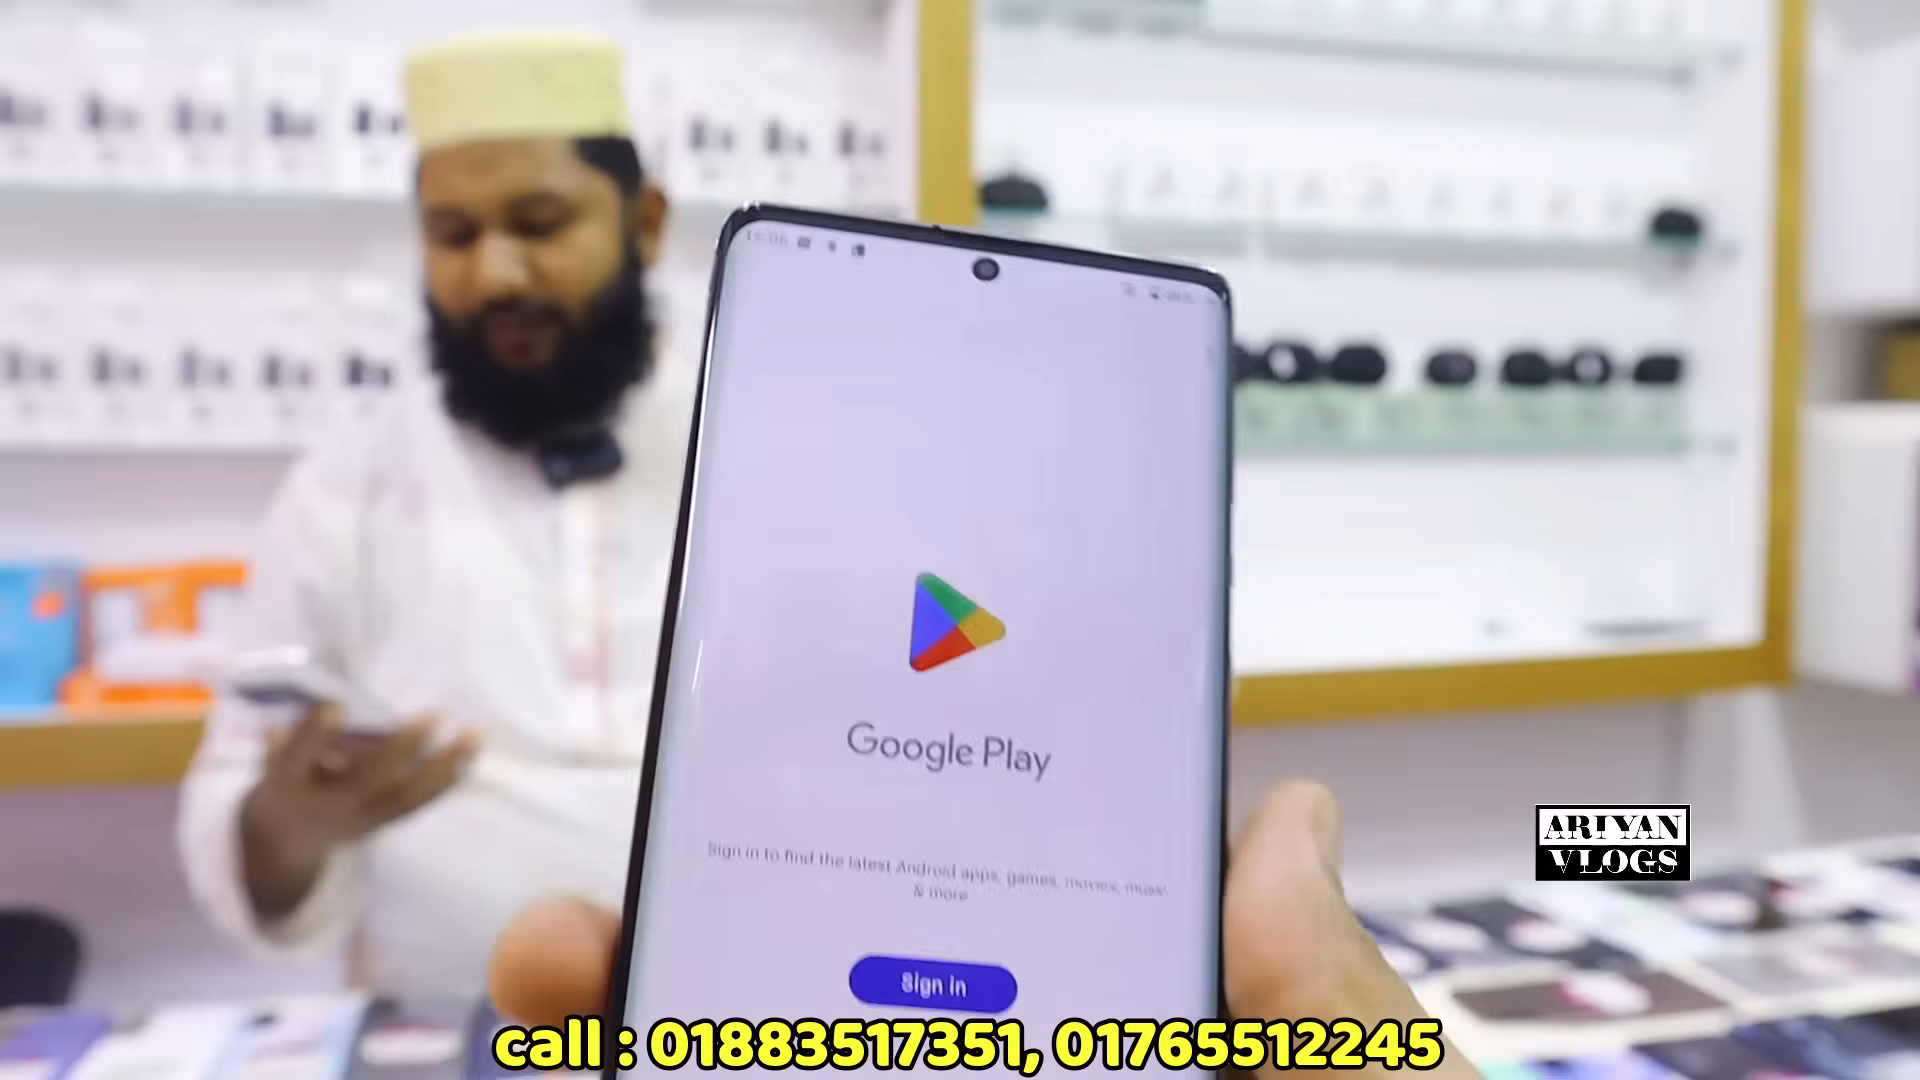 Google Play
Sign in to find the latest Android apps, games, movies, music
& more
Sign in
ARIYAN
VLOGS
call : 01883517351, 01765512245